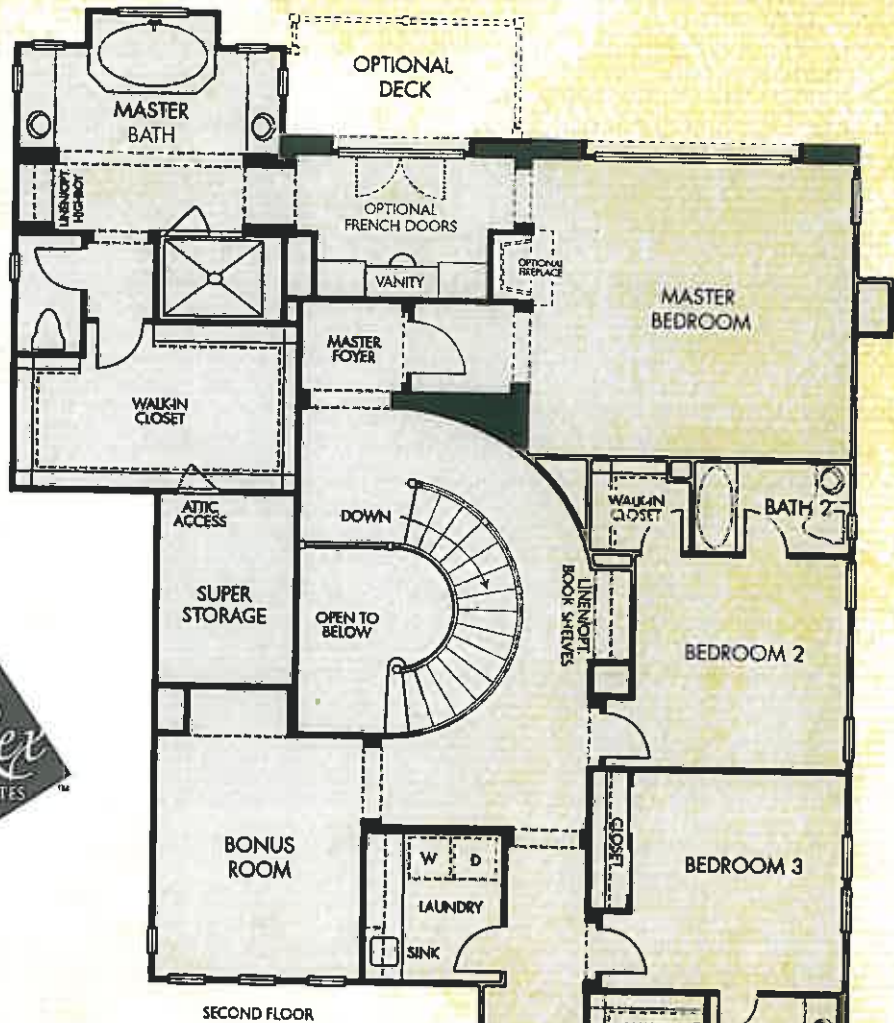 OPTIONAL
DECK
MASTER
BATH
LINEN/OPT.
HIGHBOY
OPTIONAL
FRENCH DOORS
VANITY
OPTIONAL
FIREPLACE
MASTER
BEDROOM
MASTER
FOYER
WALK-IN
CLOSET
ATTIC
ACCESS
DOWN
WALK-IN
CLOSET
BATH 2
SUPER
STORAGE
OPEN TO
BELOW
LINEN/OPT.
BOOK SHELVES
BEDROOM 2
BONUS
ROOM
W
D
LAUNDRY
SINK
CLOSET
BEDROOM 3
SECOND FLOOR